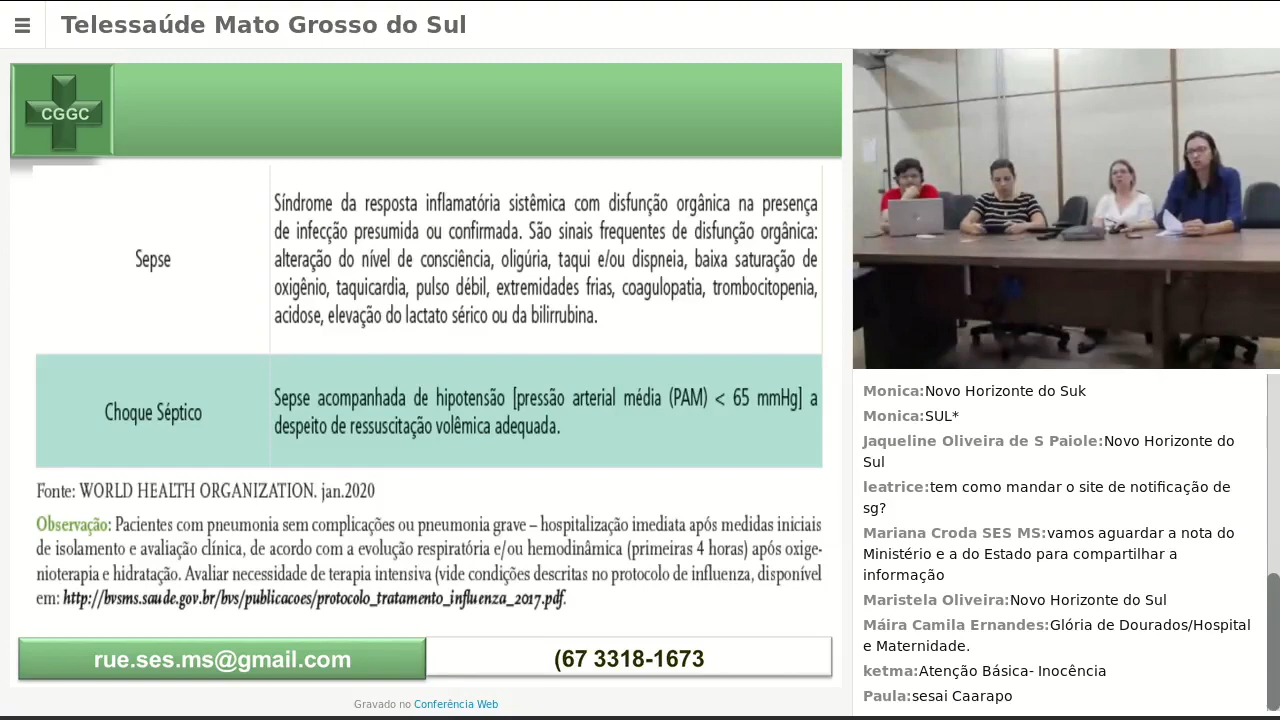 Telessaúde Mato Grosso do Sul
CGGC
Sepse
Síndrome da resposta inflamatória sistêmica com disfunção orgânica na presença
de infecção presumida ou confirmada. São sinais frequentes de disfunção orgânica:
alteração do nível de consciência, oligúria, taqui e/ou dispneia, baixa saturação de
oxigênio, taquicardia, pulso débil, extremidades frias, coagulopatia, trombocitopenia,
acidose, elevação do lactato sérico ou da bilirrubina.
Choque Séptico
Sepse acompanhada de hipotensão [pressão arterial média (PAM) < 65 mmHg] a
despeito de ressuscitação volêmica adequada.
Fonte: WORLD HEALTH ORGANIZATION. jan.2020
Observação: Pacientes com pneumonia sem complicações ou pneumonia grave – hospitalização imediata após medidas iniciais
de isolamento e avaliação clínica, de acordo com a evolução respiratória e/ou hemodinâmica (primeiras 4 horas) após oxige-
nioterapia e hidratação. Avaliar necessidade de terapia intensiva (vide condições descritas no protocolo de influenza, disponível
em: http://bvsms.saude.gov.br/bvs/publicacoes/protocolo_tratamento_influenza_2017.pdf.
rue.ses.ms@gmail.com
(67 3318-1673
Gravado no Conferência Web
Monica:Novo Horizonte do Suk
Monica:SUL*
Jaqueline Oliveira de S Paiole:Novo Horizonte do
Sul
leatrice:tem como mandar o site de notificação de
sg?
Mariana Croda SES MS:vamos aguardar a nota do
Ministério e a do Estado para compartilhar a
informação
Maristela Oliveira:Novo Horizonte do Sul
Máira Camila Ernandes:Glória de Dourados/Hospital
e Maternidade.
ketma:Atenção Básica- Inocência
Paula:sesai Caarapo